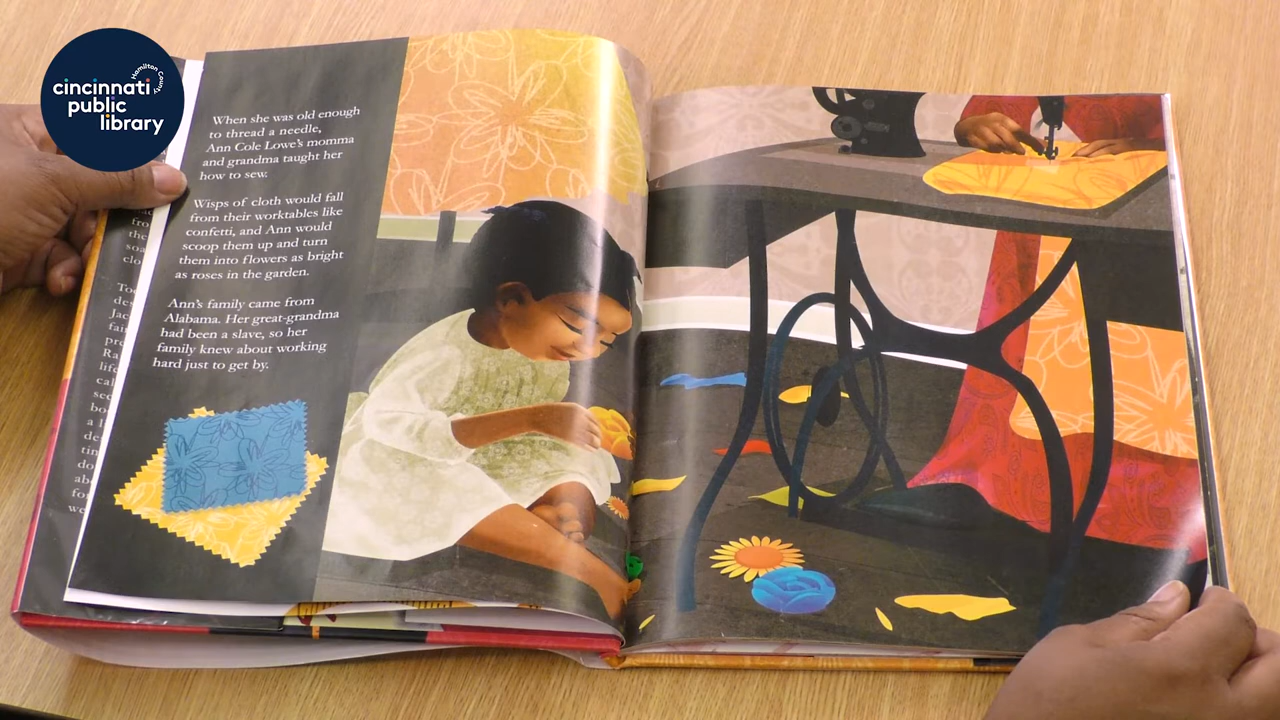 cincinnati
public
library
Hamilton County
When she was old enough
to thread a needle,
Ann Cole Lowe's momma
and grandma taught her
how to sew.
Wisps of cloth would fall
from their worktables like
confetti, and Ann would
scoop them up and turn
them into flowers as bright
as roses in the garden.
Ann's family came from
Alabama. Her great-grandma
had been a slave, so her
family knew about working
hard just to get by.